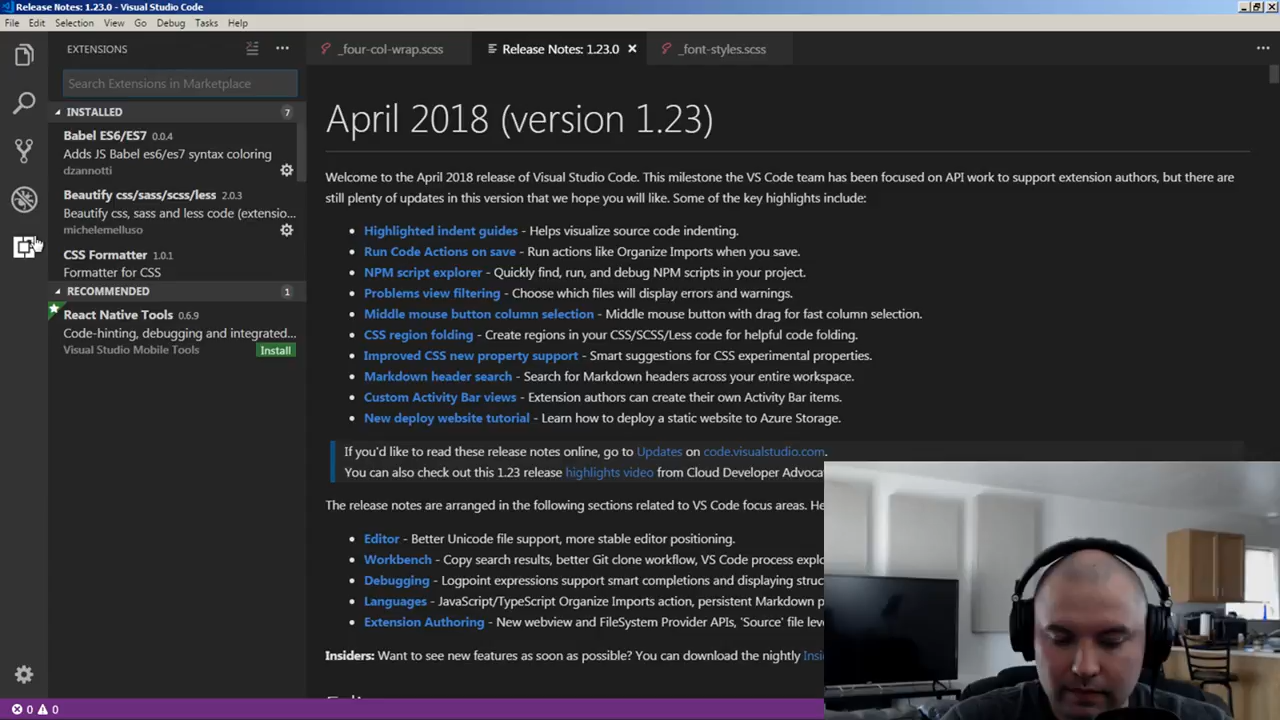 Release Notes: 1.23.0 - Visual Studio Code
File Edit Selection View Go Debug Tasks Help
EXTENSIONS
_four-col-wrap.scss
Release Notes: 1.23.0
_font-styles.scss
Search Extensions in Marketplace
INSTALLED 7
Babel ES6/ES7 0.0.4
Adds JS Babel es6/es7 syntax coloring
dzannotti
Beautify css/sass/scss/less 2.0.3
Beautify css, sass and less code (extensio...
michelemelluso
CSS Formatter 1.0.1
Formatter for CSS
RECOMMENDED 1
React Native Tools 0.6.9
Code-hinting, debugging and integrated...
Visual Studio Mobile Tools Install
April 2018 (version 1.23)
Welcome to the April 2018 release of Visual Studio Code. This milestone the VS Code team has been focused on API work to support extension authors, but there are
still plenty of updates in this version that we hope you will like. Some of the key highlights include:
Highlighted indent guides - Helps visualize source code indenting.
Run Code Actions on save - Run actions like Organize Imports when you save.
NPM script explorer - Quickly find, run, and debug NPM scripts in your project.
Problems view filtering - Choose which files will display errors and warnings.
Middle mouse button column selection - Middle mouse button with drag for fast column selection.
CSS region folding - Create regions in your CSS/SCSS/Less code for helpful code folding.
Improved CSS new property support - Smart suggestions for CSS experimental properties.
Markdown header search - Search for Markdown headers across your entire workspace.
Custom Activity Bar views - Extension authors can create their own Activity Bar items.
New deploy website tutorial - Learn how to deploy a static website to Azure Storage.
If you'd like to read these release notes online, go to Updates on code.visualstudio.com.
You can also check out this 1.23 release highlights video from Cloud Developer Advoca
The release notes are arranged in the following sections related to VS Code focus areas. He
Editor - Better Unicode file support, more stable editor positioning.
Workbench - Copy search results, better Git clone workflow, VS Code process explo
Debugging - Logpoint expressions support smart completions and displaying struc
Languages - JavaScript/TypeScript Organize Imports action, persistent Markdown p
Extension Authoring - New webview and FileSystem Provider APIs, 'Source' file leve
Insiders: Want to see new features as soon as possible? You can download the nightly Insi
0 0